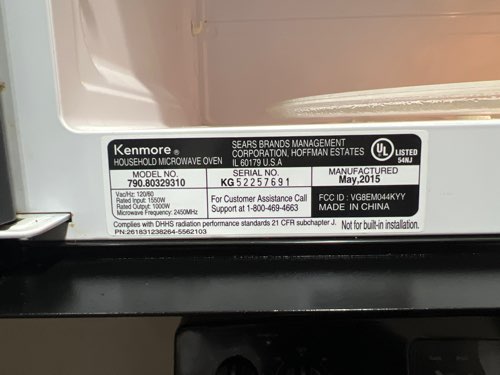 Kenmore®
HOUSEHOLD MICROWAVE OVEN
SEARS BRANDS MANAGEMENT
CORPORATION, HOFFMAN ESTATES
IL 60179 U.S.A
UL LISTED
54NJ
MODEL NO.
790.80329310
SERIAL NO.
KG52257691
MANUFACTURED
May,2015
Vac/Hz: 120/60
Rated Input: 1550W
Rated Output: 1000W
Microwave Frequency: 2450MHz
For Customer Assistance Call
Support at 1-800-469-4663
FCC ID : VG8EM044KYY
MADE IN CHINA
Complies with DHHS radiation performance standards 21 CFR subchapter J.
Not for built-in installation.
PN:261831238264-5562103